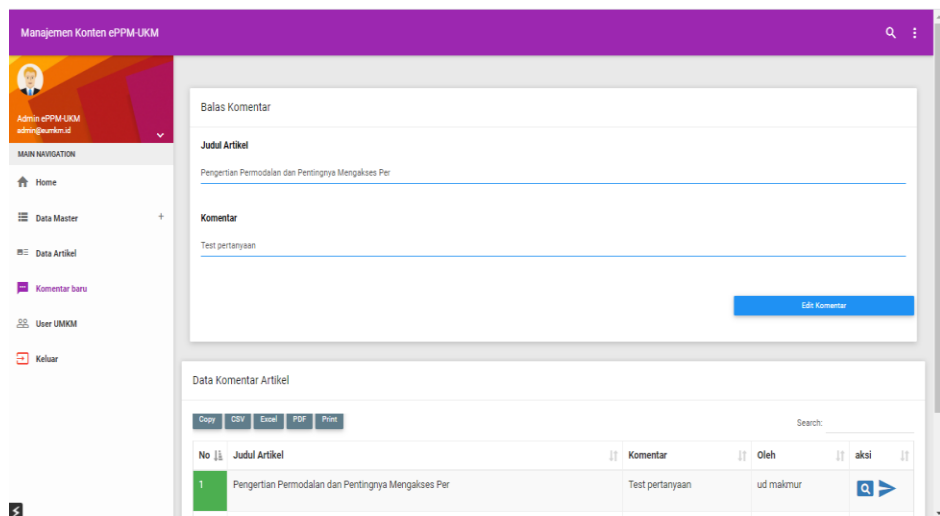 Manajemen Konten ePPM-UKM
Admin ePPM-UKM
admin@eumkm.id
MAIN NAVIGATION
Home
Data Master +
Data Artikel
Komentar baru
User UMKM
Keluar
Balas Komentar
Judul Artikel
Pengertian Permodalan dan Pentingnya Mengakses Per
Komentar
Test pertanyaan
Edit Komentar
Data Komentar Artikel
Copy CSV Excel PDF Print
Search:
No Judul Artikel Komentar Oleh aksi
1 Pengertian Permodalan dan Pentingnya Mengakses Per Test pertanyaan ud makmur